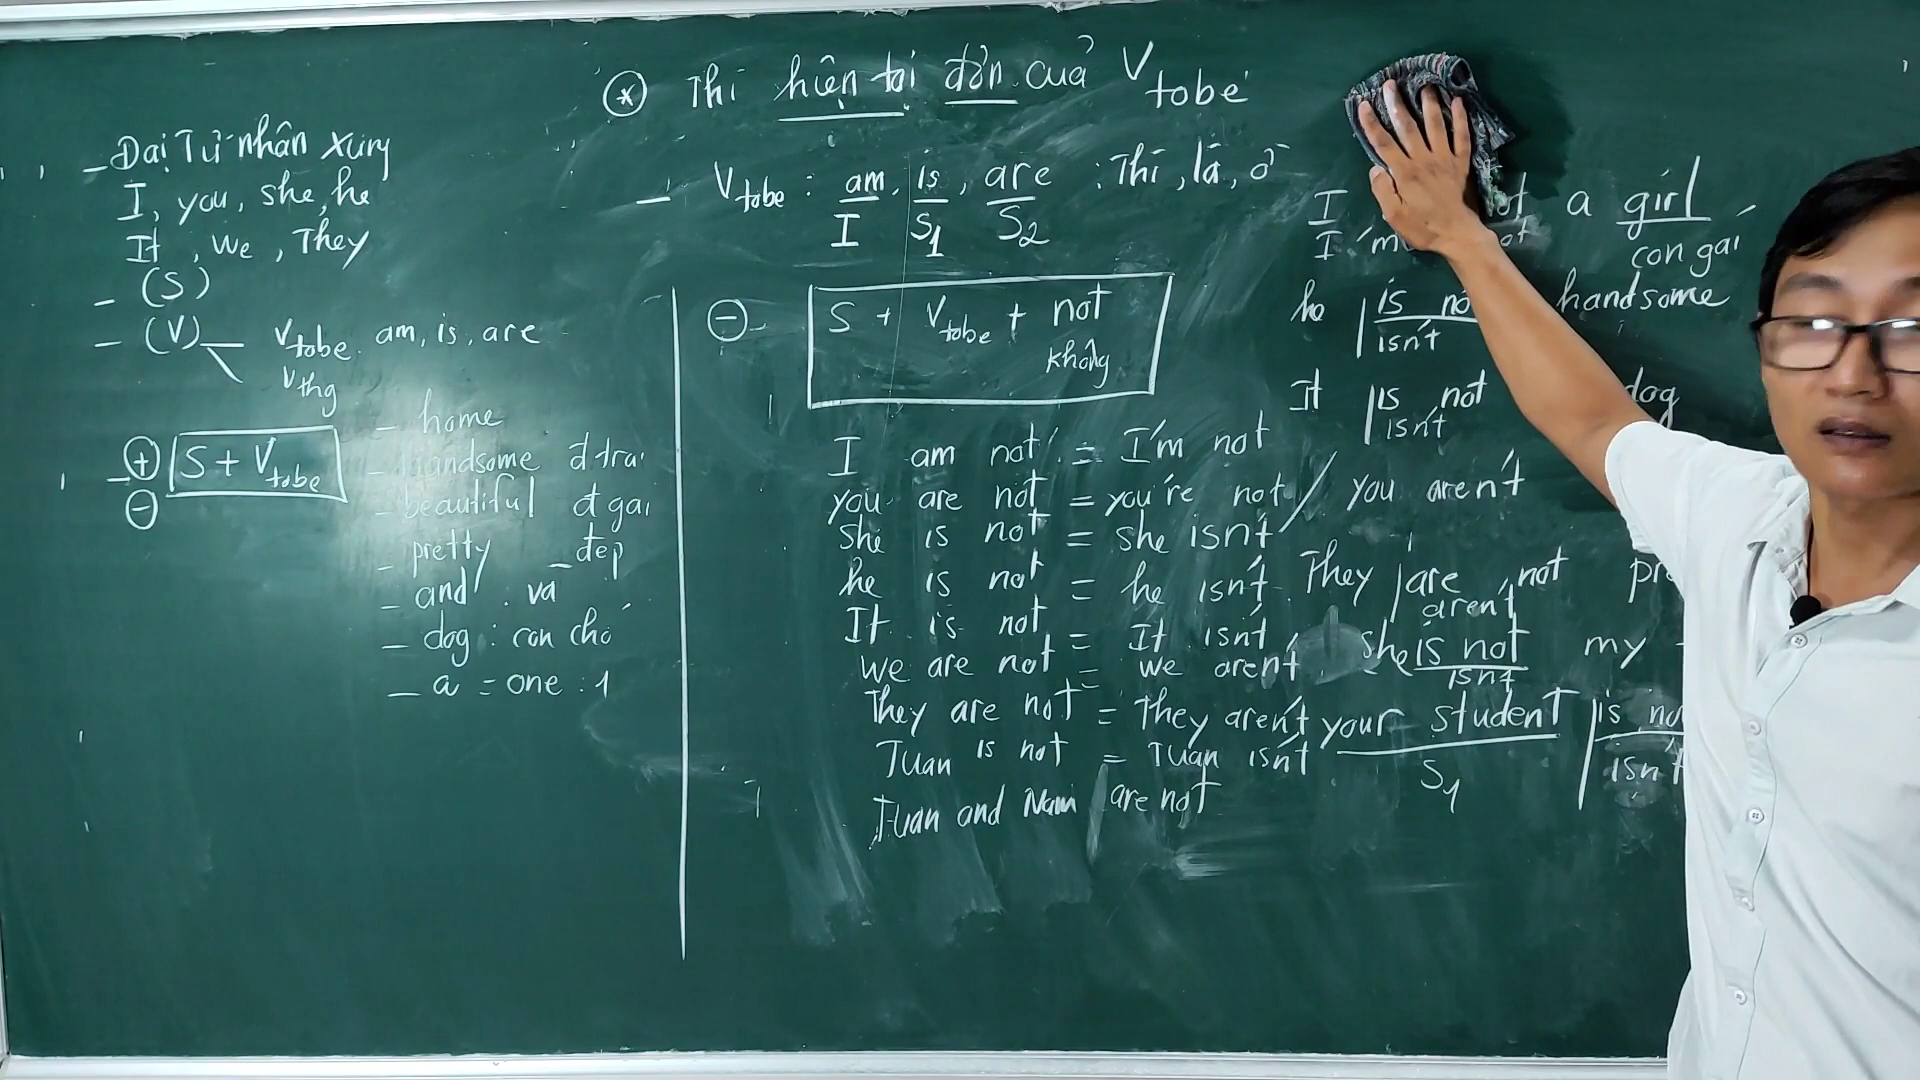 * Thì hiện tại đơn của V tobe
- Đại Từ nhân xưng
I, you, she, he
It, we, They
- (S)
- (V) V tobe am, is, are
V thg
+ S + V tobe
-
- home
- handsome đ trai
- beautiful đ gái
- pretty _ đẹp
- and : và
- dog : con chó
- a = one : 1
- V tobe : am, is, are : Thì, là, ở
I S1 S2
- S + V tobe + not
không
I am not = I'm not
you are not = you're not / you aren't
she is not = she isn't
he is not = he isn't
It is not = It isn't
we are not = we aren't
They are not = They aren't
Tuan is not = Tuan isn't
Tuan and Nam are not
I a girl
I'm con gái
he is handsome
isn't
It is not dog
isn't
They are not
aren't
she is not my
isn't
your student is
S1 isn't